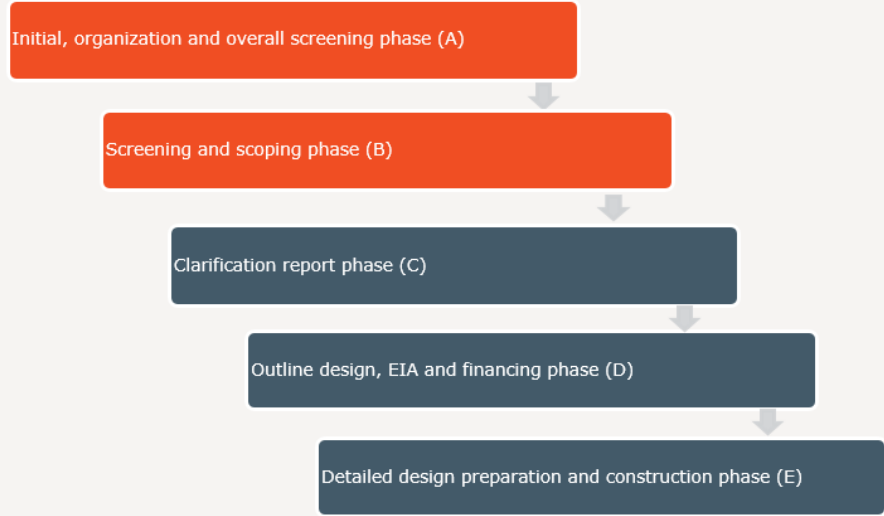 Initial, organization and overall screening phase (A)
Screening and scoping phase (B)
Clarification report phase (C)
Outline design, EIA and financing phase (D)
Detailed design preparation and construction phase (E)